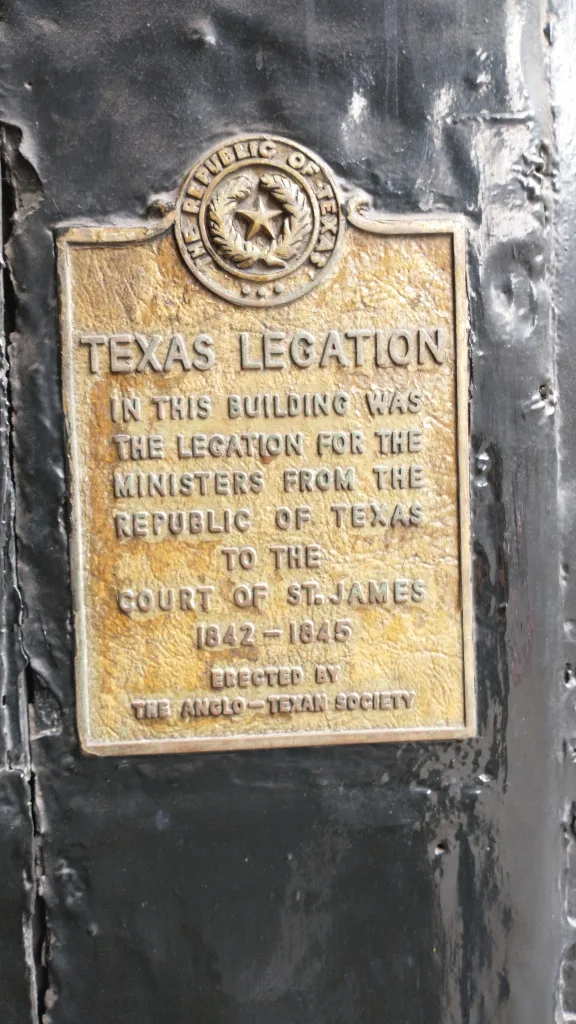 THE REPUBLIC OF TEXAS
TEXAS LEGATION
IN THIS BUILDING WAS
THE LEGATION FOR THE
MINISTERS FROM THE
REPUBLIC OF TEXAS
TO THE
COURT OF ST. JAMES
1842 – 1845
ERECTED BY
THE ANGLO – TEXAN SOCIETY